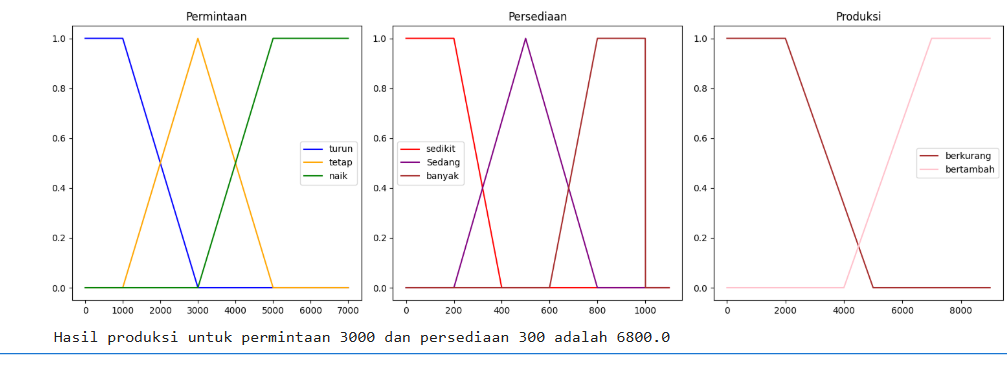 Permintaan
1.0
0.8
0.6
0.4
0.2
0.0
0 1000 2000 3000 4000 5000 6000 7000
turun
tetap
naik
Persediaan
1.0
0.8
0.6
0.4
0.2
0.0
0 200 400 600 800 1000
sedikit
Sedang
banyak
Produksi
1.0
0.8
0.6
0.4
0.2
0.0
0 2000 4000 6000 8000
berkurang
bertambah
Hasil produksi untuk permintaan 3000 dan persediaan 300 adalah 6800.0